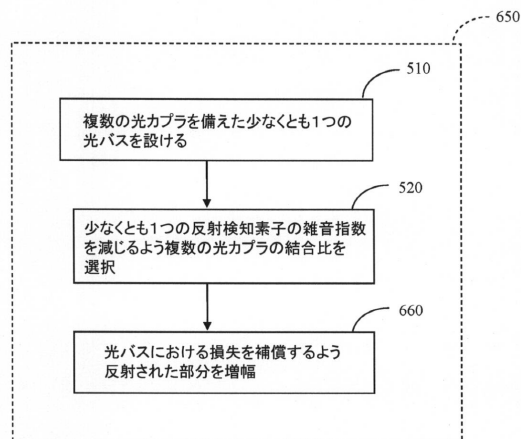 650
510
複数の光カプラを備えた少なくとも1つの
光バスを設ける
520
少なくとも1つの反射検知素子の雑音指数
を減じるよう複数の光カプラの結合比を
選択
660
光バスにおける損失を補償するよう
反射された部分を増幅